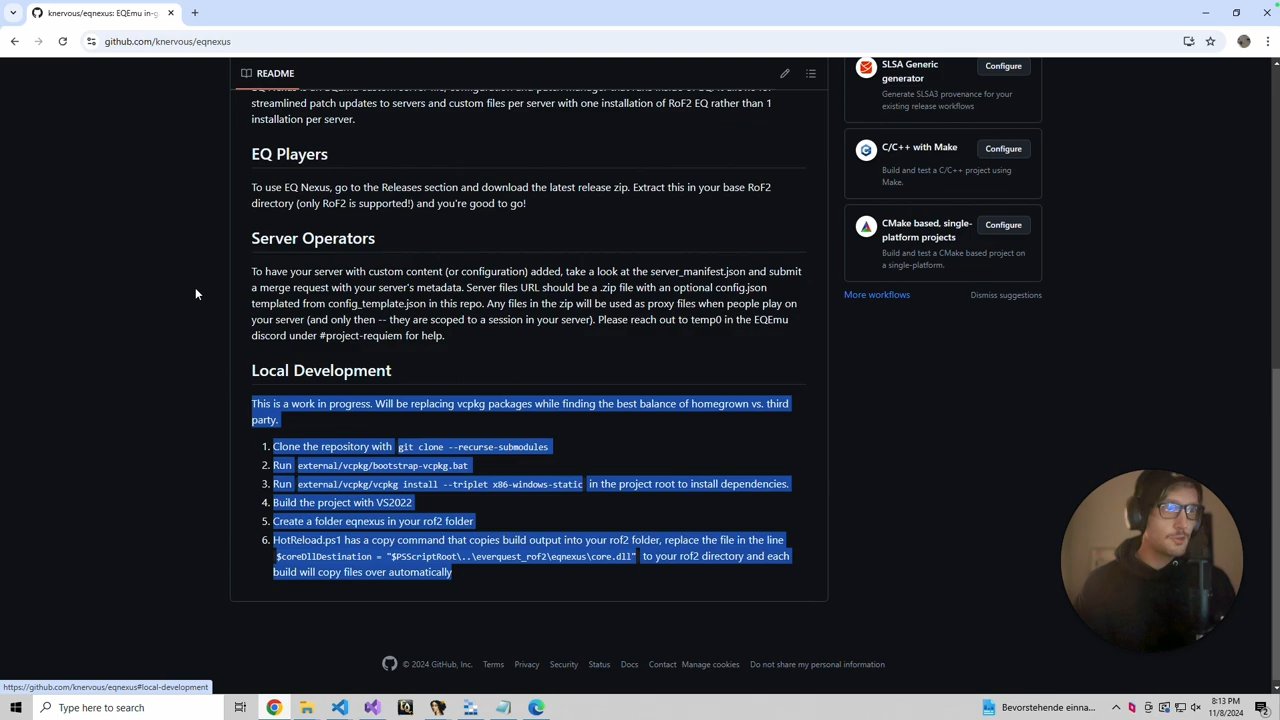 knervous/eqnexus: EQEmu in-g
github.com/knervous/eqnexus
README
streamlined patch updates to servers and custom files per server with one installation of RoF2 EQ rather than 1
installation per server.
EQ Players
To use EQ Nexus, go to the Releases section and download the latest release zip. Extract this in your base RoF2
directory (only RoF2 is supported!) and you're good to go!
Server Operators
To have your server with custom content (or configuration) added, take a look at the server_manifest.json and submit
a merge request with your server's metadata. Server files URL should be a .zip file with an optional config.json
templated from config_template.json in this repo. Any files in the zip will be used as proxy files when people play on
your server (and only then -- they are scoped to a session in your server). Please reach out to temp0 in the EQEmu
discord under #project-requiem for help.
Local Development
This is a work in progress. Will be replacing vcpkg packages while finding the best balance of homegrown vs. third
party.
1. Clone the repository with git clone --recurse-submodules
2. Run external/vcpkg/bootstrap-vcpkg.bat
3. Run external/vcpkg/vcpkg install --triplet x86-windows-static in the project root to install dependencies.
4. Build the project with VS2022
5. Create a folder eqnexus in your rof2 folder
6. HotReload.ps1 has a copy command that copies build output into your rof2 folder, replace the file in the line
$coreDllDestination = "$PSScriptRoot\..\everquest_rof2\eqnexus\core.dll" to your rof2 directory and each
build will copy files over automatically
SLSA Generic
generator
Configure
Generate SLSA3 provenance for your
existing release workflows
C/C++ with Make
Configure
Build and test a C/C++ project using
Make.
CMake based, single-
platform projects
Configure
Build and test a CMake based project on
a single-platform.
More workflows
Dismiss suggestions
© 2024 GitHub, Inc.
Terms
Privacy
Security
Status
Docs
Contact
Manage cookies
Do not share my personal information
https://github.com/knervous/eqnexus#local-development
Type here to search
Bevorstehende einna...
8:13 PM
11/8/2024
2